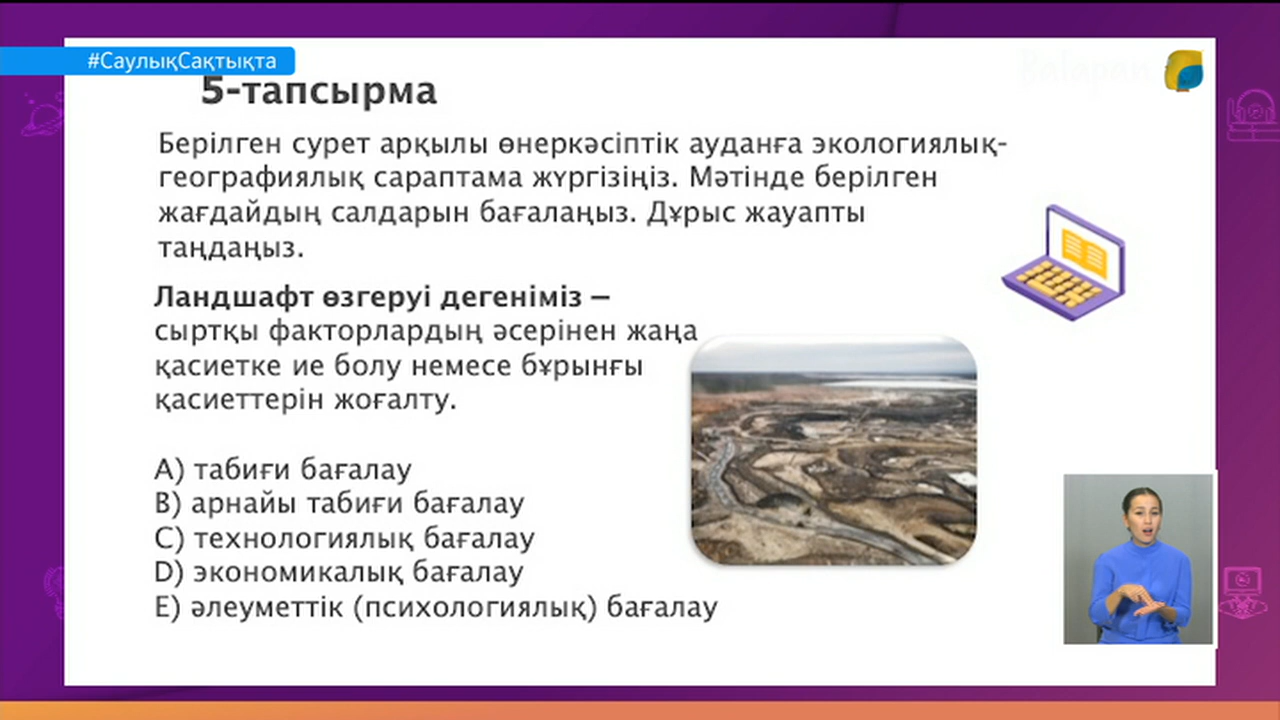 #СаулықСақтықта
5-тапсырма
Берілген сурет арқылы өнеркәсіптік ауданға экологиялық-
географиялық сараптама жүргізіңіз. Мәтінде берілген
жағдайдың салдарын бағалаңыз. Дұрыс жауапты
таңдаңыз.
Ландшафт өзгеруі дегеніміз –
сыртқы факторлардың әсерінен жаңа
қасиетке ие болу немесе бұрынғы
қасиеттерін жоғалту.
A) табиғи бағалау
B) арнайы табиғи бағалау
C) технологиялық бағалау
D) экономикалық бағалау
E) әлеуметтік (психологиялық) бағалау